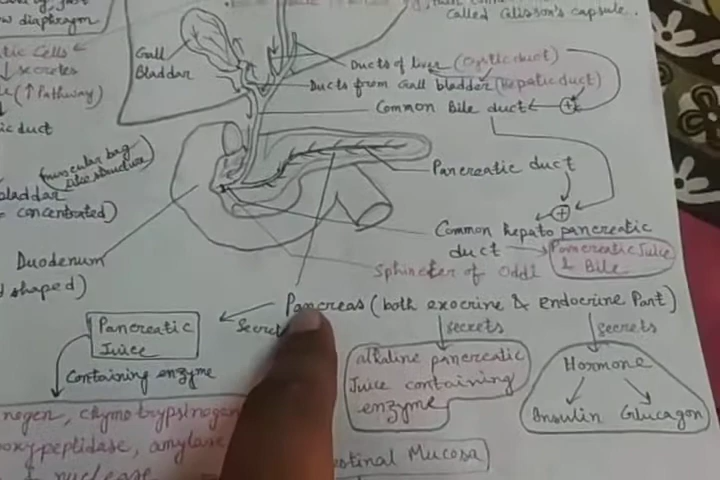 w diaphragm
called Glisson's capsule.
tic cells
secretes
(↑ Pathway)
ic duct
Gall
Bladder
Ducts of liver (cystic duct)
Ducts from Gall bladder (hepatic duct)
Common Bile duct
(muscular bag
like structure)
bladder
concentrated)
Pancreatic duct
Common hepato pancreatic
duct
Pancreatic Juice
& Bile
Sphincter of Oddi
Duodenum
shaped)
Pancreas (both exocrine & endocrine Part)
Secret
secrets
secrets
Pancreatic
Juice
Containing enzyme
alkaline pancreatic
Juice containing
enzyme
Hormone
Insulin Glucagon
nogen, chymotrypsinogen
oxypeptidase, amylase
nuclease
estinal Mucosa